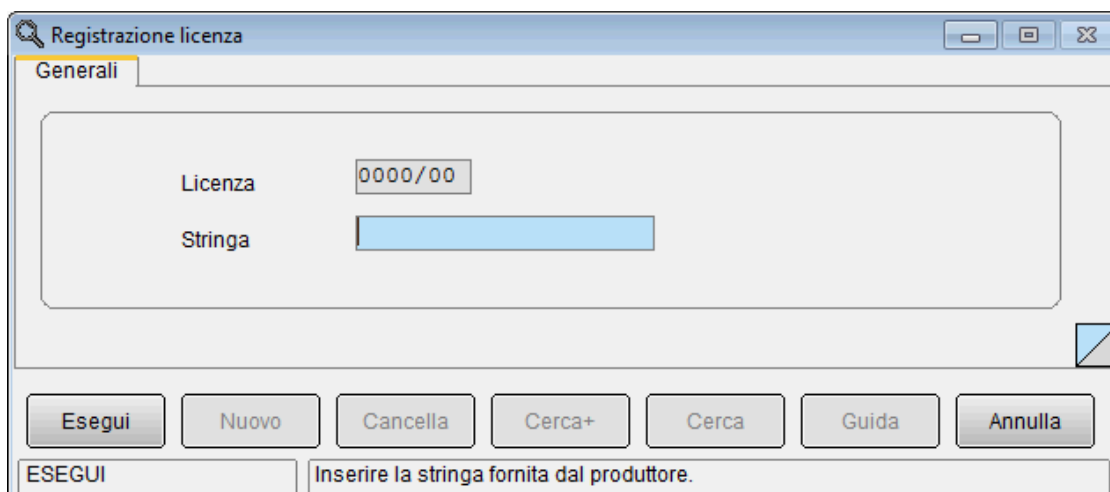 Registrazione licenza
Generali
Licenza 0000/00
Stringa
Esegui Nuovo Cancella Cerca+ Cerca Guida Annulla
ESEGUI Inserire la stringa fornita dal produttore.